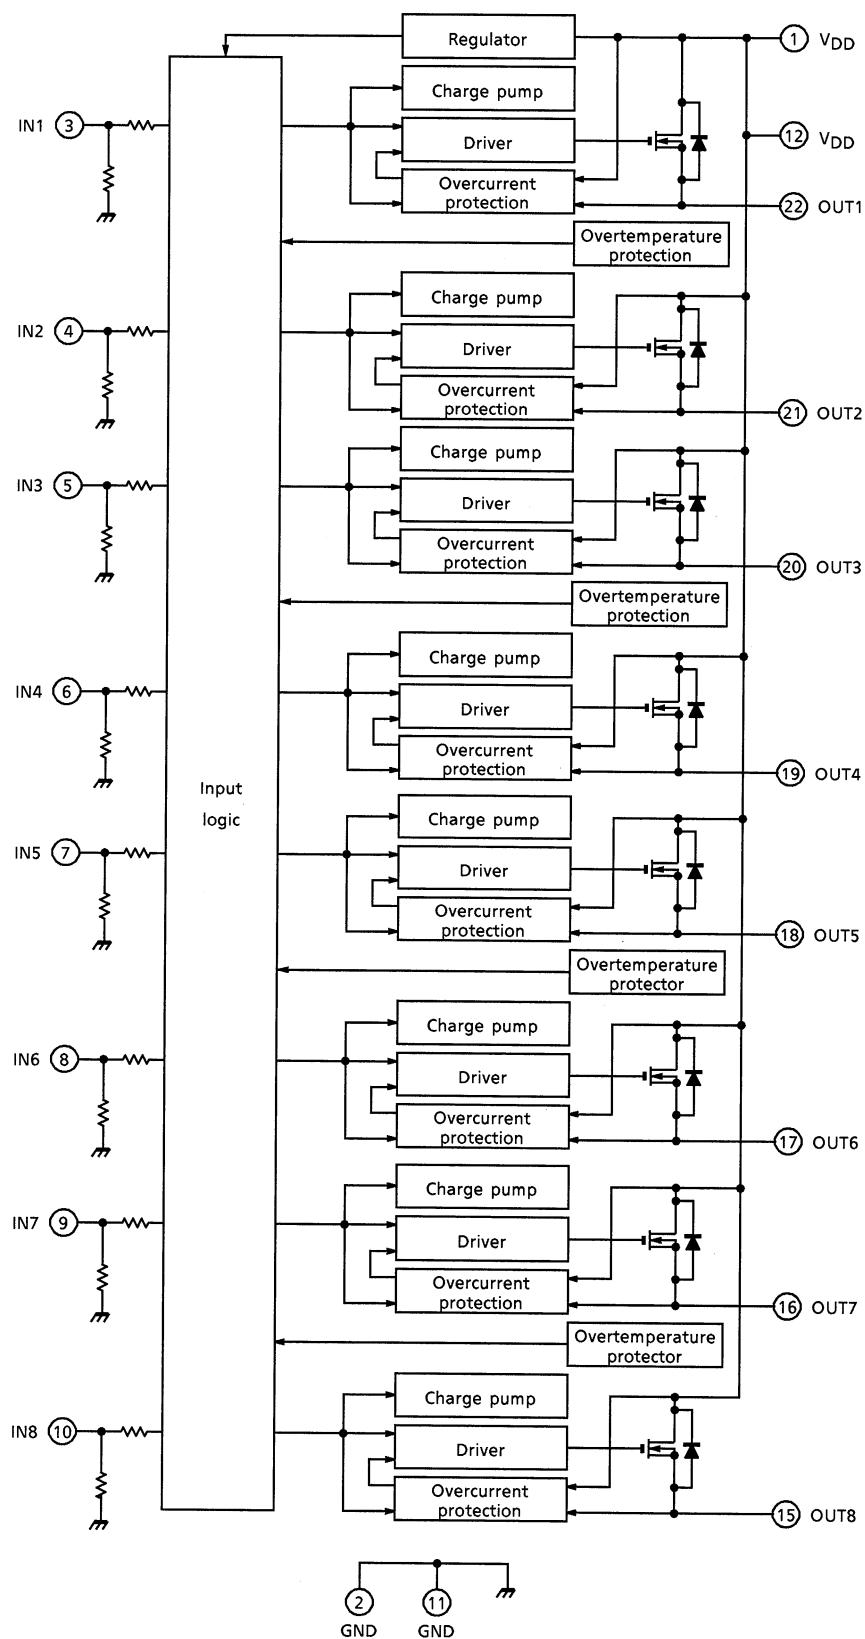 Regulator
1 VDD
Charge pump
IN1 3
Driver
12 VDD
Overcurrent
protection
22 OUT1
Overtemperature
protection
Charge pump
IN2 4
Driver
Overcurrent
protection
21 OUT2
Charge pump
IN3 5
Driver
Overcurrent
protection
20 OUT3
Overtemperature
protection
Charge pump
IN4 6
Driver
Overcurrent
protection
19 OUT4
Input
logic
Charge pump
IN5 7
Driver
Overcurrent
protection
18 OUT5
Overtemperature
protector
Charge pump
IN6 8
Driver
Overcurrent
protection
17 OUT6
Charge pump
IN7 9
Driver
Overcurrent
protection
16 OUT7
Overtemperature
protector
Charge pump
IN8 10
Driver
Overcurrent
protection
15 OUT8
2 11
GND GND